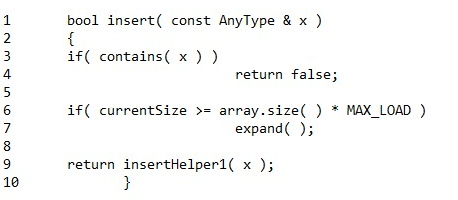 1 bool insert( const AnyType & x )
2 {
3 if( contains( x ) )
4 return false;
5
6 if( currentSize >= array.size( ) * MAX_LOAD )
7 expand( );
8
9 return insertHelper1( x );
10 }